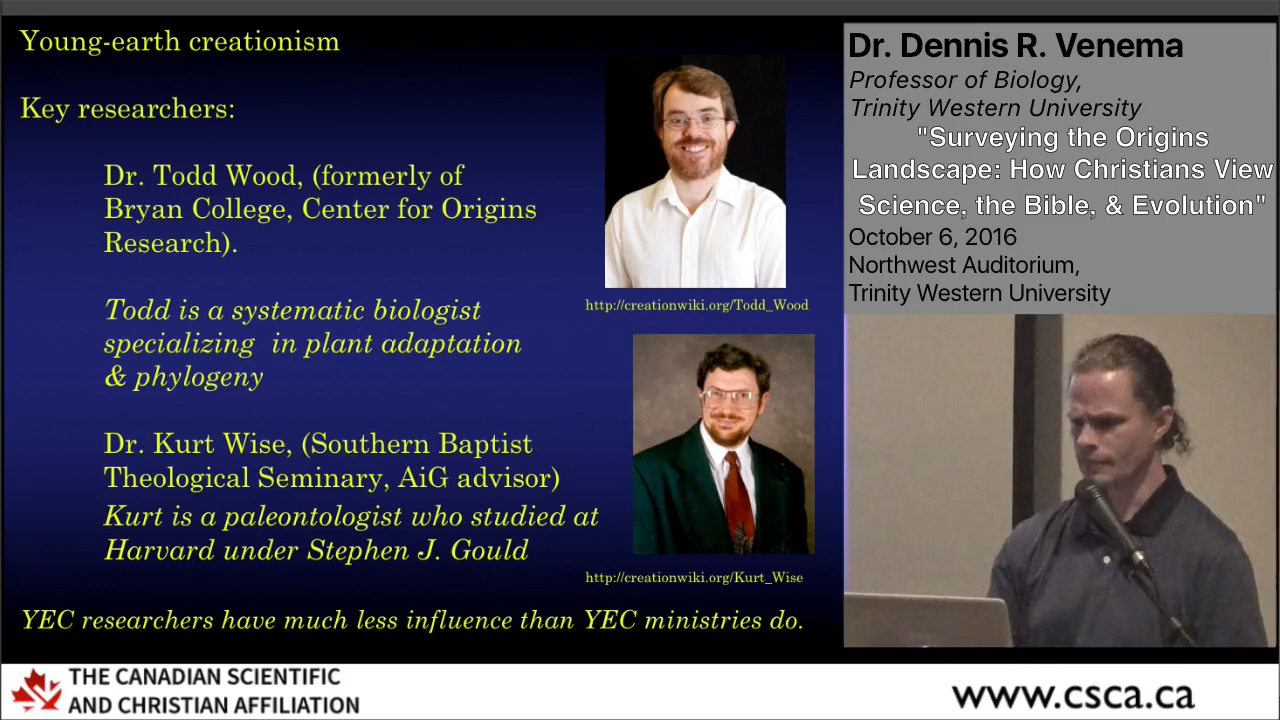 Young-earth creationism
Key researchers:
Dr. Todd Wood, (formerly of
Bryan College, Center for Origins
Research).
Todd is a systematic biologist
specializing  in plant adaptation
& phylogeny
Dr. Kurt Wise, (Southern Baptist
Theological Seminary, AiG advisor)
Kurt is a paleontologist who studied at
Harvard under Stephen J. Gould
YEC researchers have much less influence than YEC ministries do.
http://creationwiki.org/Todd_Wood
http://creationwiki.org/Kurt_Wise
Dr. Dennis R. Venema
Professor of Biology,
Trinity Western University
"Surveying the Origins
Landscape: How Christians View
Science, the Bible, & Evolution"
October 6, 2016
Northwest Auditorium,
Trinity Western University
THE CANADIAN SCIENTIFIC
AND CHRISTIAN AFFILIATION
www.csca.ca